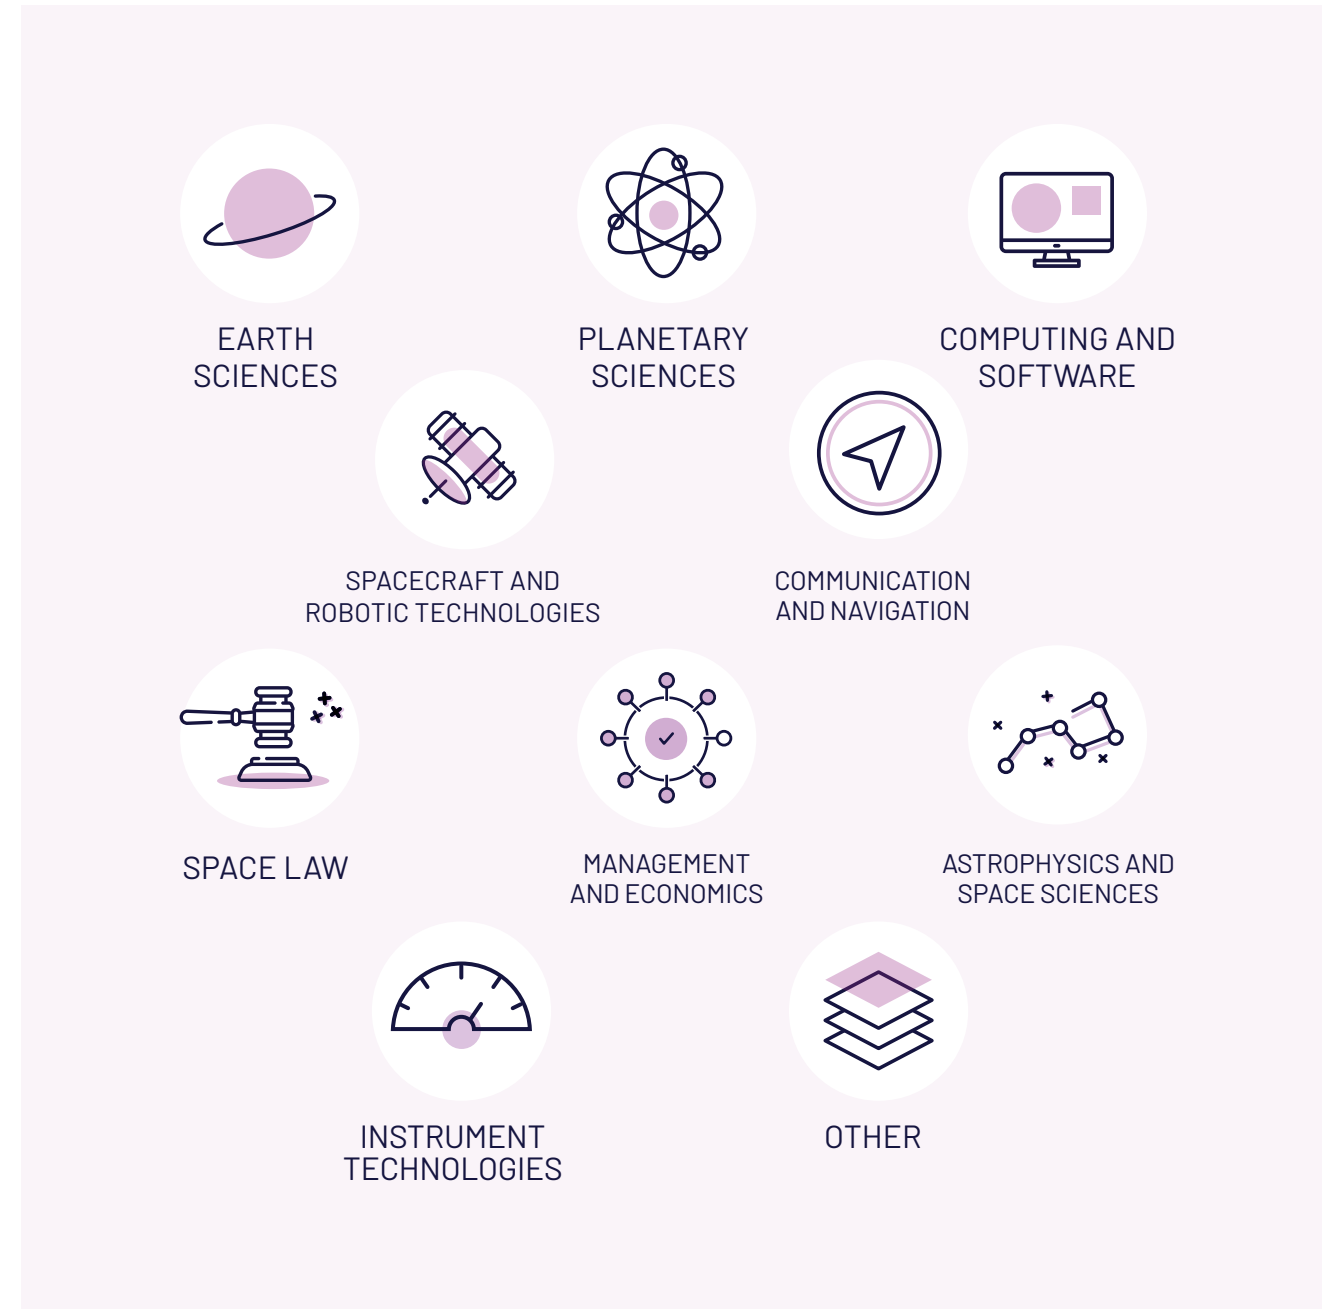 EARTH
SCIENCES
PLANETARY
SCIENCES
COMPUTING AND
SOFTWARE
SPACECRAFT AND
ROBOTIC TECHNOLOGIES
COMMUNICATION
AND NAVIGATION
SPACE LAW
MANAGEMENT
AND ECONOMICS
ASTROPHYSICS AND
SPACE SCIENCES
INSTRUMENT
TECHNOLOGIES
OTHER